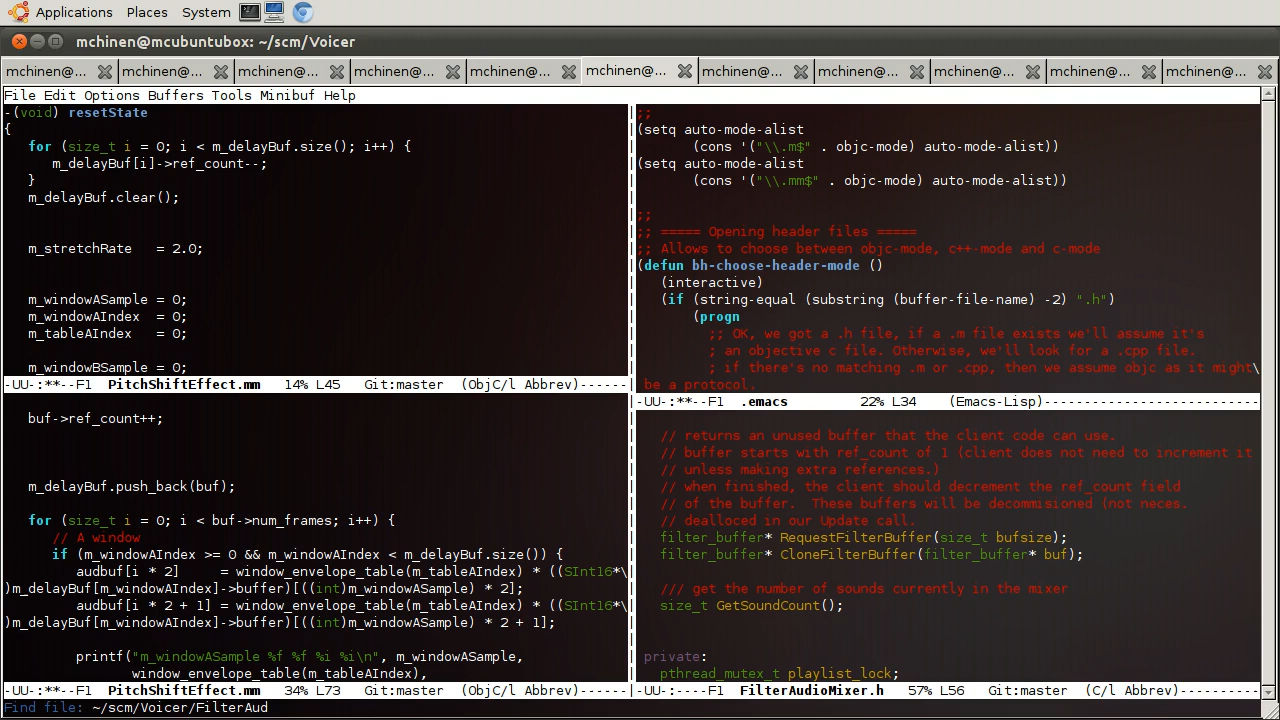 Applications Places System
mchinen@mcubuntubox: ~/scm/Voicer
mchinen@... mchinen@... mchinen@... mchinen@... mchinen@... mchinen@... mchinen@... mchinen@... mchinen@... mchinen@... mchinen@...
File Edit Options Buffers Tools Minibuf Help
-(void) resetState
{
   for (size_t i = 0; i < m_delayBuf.size(); i++) {
      m_delayBuf[i]->ref_count--;
   }
   m_delayBuf.clear();
   m_stretchRate   = 2.0;
   m_windowASample = 0;
   m_windowAIndex  = 0;
   m_tableAIndex   = 0;
   m_windowBSample = 0;
-UU-:**--F1  PitchShiftEffect.mm   14% L45   Git:master  (ObjC/l Abbrev)------
   buf->ref_count++;
   m_delayBuf.push_back(buf);
   for (size_t i = 0; i < buf->num_frames; i++) {
      // A window
      if (m_windowAIndex >= 0 && m_windowAIndex < m_delayBuf.size()) {
         audbuf[i * 2]     = window_envelope_table(m_tableAIndex) * ((SInt16*\
)m_delayBuf[m_windowAIndex]->buffer)[((int)m_windowASample) * 2];
         audbuf[i * 2 + 1] = window_envelope_table(m_tableAIndex) * ((SInt16*\
)m_delayBuf[m_windowAIndex]->buffer)[((int)m_windowASample) * 2 + 1];
         printf("m_windowASample %f %f %i %i\n", m_windowASample,
                window_envelope_table(m_tableAIndex),
-UU-:**--F1  PitchShiftEffect.mm   34% L73   Git:master  (ObjC/l Abbrev)------
;;
(setq auto-mode-alist
       (cons '("\\.m$" . objc-mode) auto-mode-alist))
(setq auto-mode-alist
       (cons '("\\.mm$" . objc-mode) auto-mode-alist))
;;
;; ===== Opening header files =====
;; Allows to choose between objc-mode, c++-mode and c-mode
(defun bh-choose-header-mode ()
   (interactive)
   (if (string-equal (substring (buffer-file-name) -2) ".h")
       (progn
         ;; OK, we got a .h file, if a .m file exists we'll assume it's
         ; an objective c file. Otherwise, we'll look for a .cpp file.
         ; if there's no matching .m or .cpp, then we assume objc as it might\
 be a protocol.
-UU-:**--F1  .emacs         22% L34    (Emacs-Lisp)---------------------------
   // returns an unused buffer that the client code can use.
   // buffer starts with ref_count of 1 (client does not need to increment it
   // unless making extra references.)
   // when finished, the client should decrement the ref_count field
   // of the buffer.  These buffers will be decommisioned (not neces.
   // dealloced in our Update call.
   filter_buffer* RequestFilterBuffer(size_t bufsize);
   filter_buffer* CloneFilterBuffer(filter_buffer* buf);
   /// get the number of sounds currently in the mixer
   size_t GetSoundCount();
 private:
   pthread_mutex_t playlist_lock;
-UU-:----F1  FilterAudioMixer.h   57% L56   Git:master  (C/l Abbrev)----------
Find file: ~/scm/Voicer/FilterAud